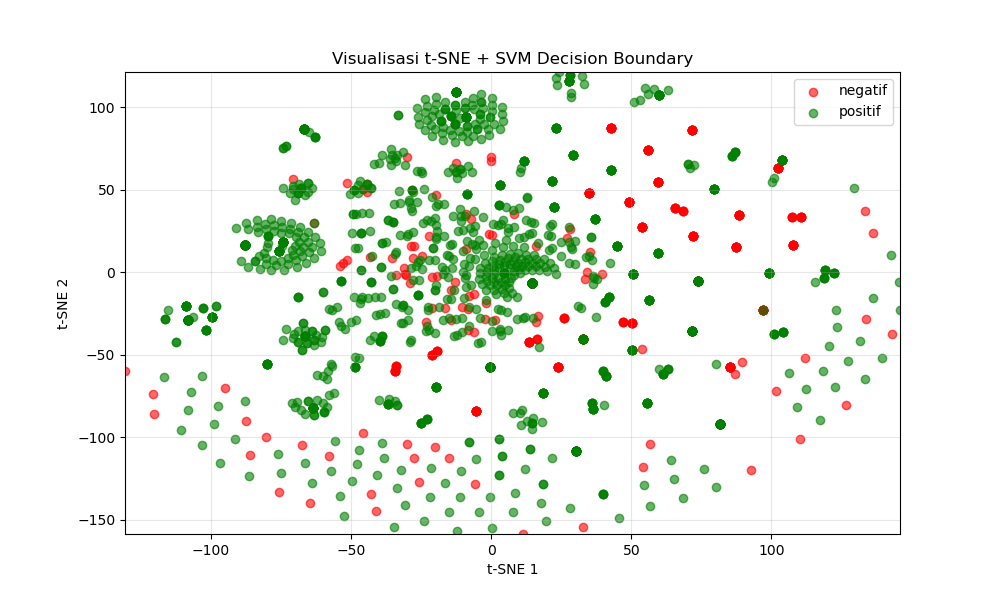 Visualisasi t-SNE + SVM Decision Boundary
negatif
positif
t-SNE 2
100
50
0
−50
−100
−150
−100
−50
0
50
100
t-SNE 1